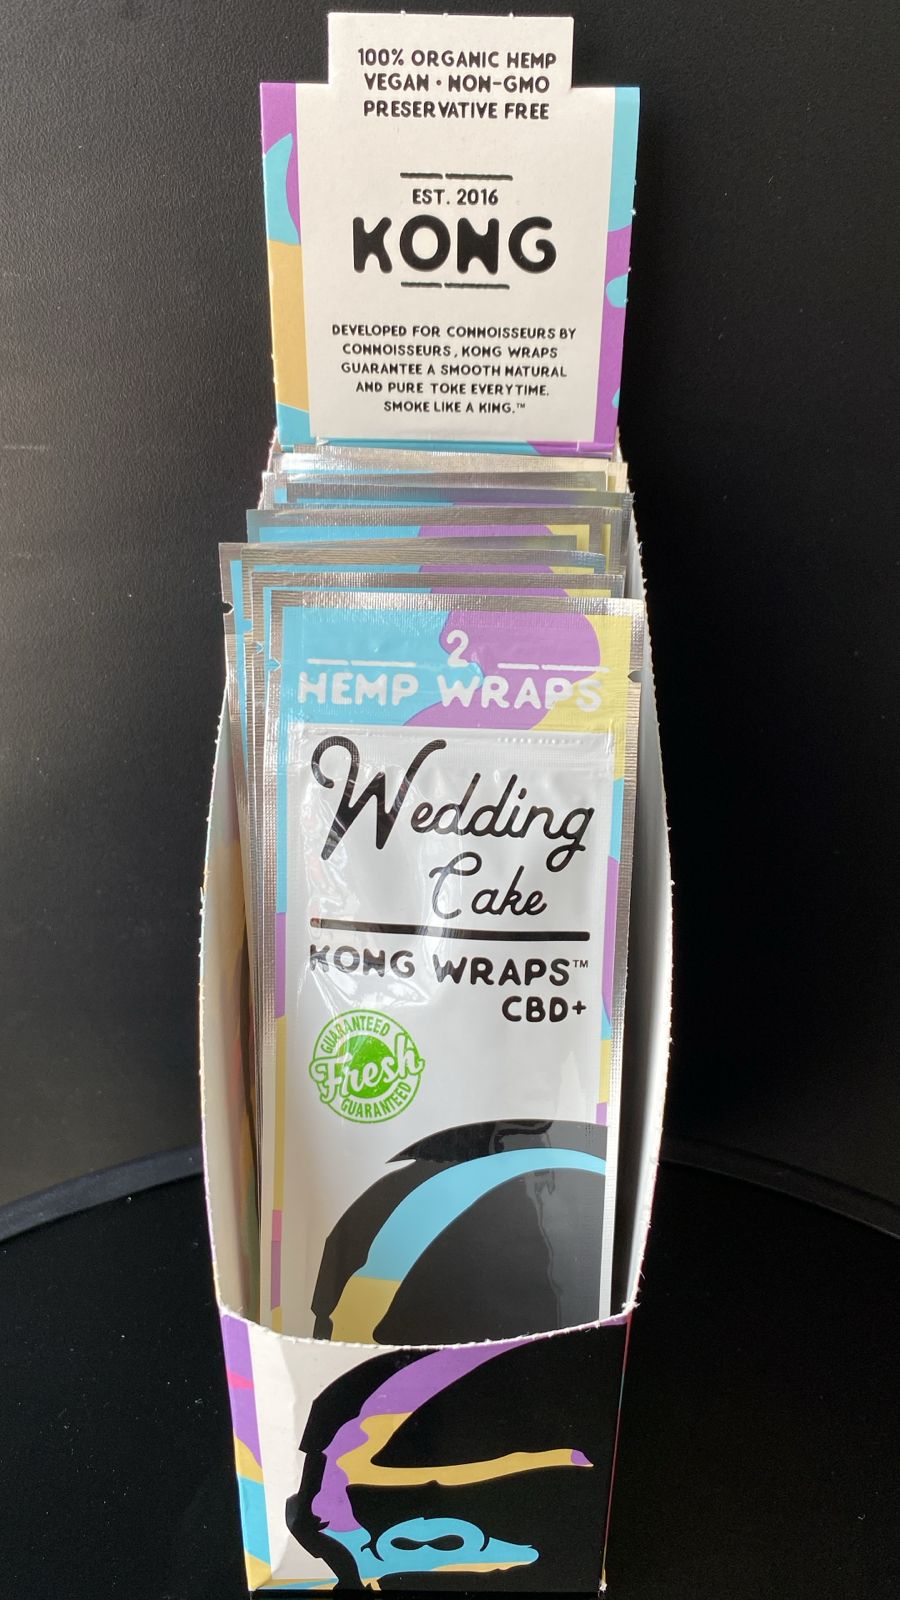 100% ORGANIC HEMP
VEGAN • NON-GMO
PRESERVATIVE FREE
EST. 2016
KONG
DEVELOPED FOR CONNOISSEURS BY
CONNOISSEURS, KONG WRAPS
GUARANTEE A SMOOTH NATURAL
AND PURE TOKE EVERYTIME.
SMOKE LIKE A KING.™
2
HEMP WRAPS
Wedding
Cake
KONG WRAPS™
CBD+
GUARANTEED
Fresh
GUARANTEED